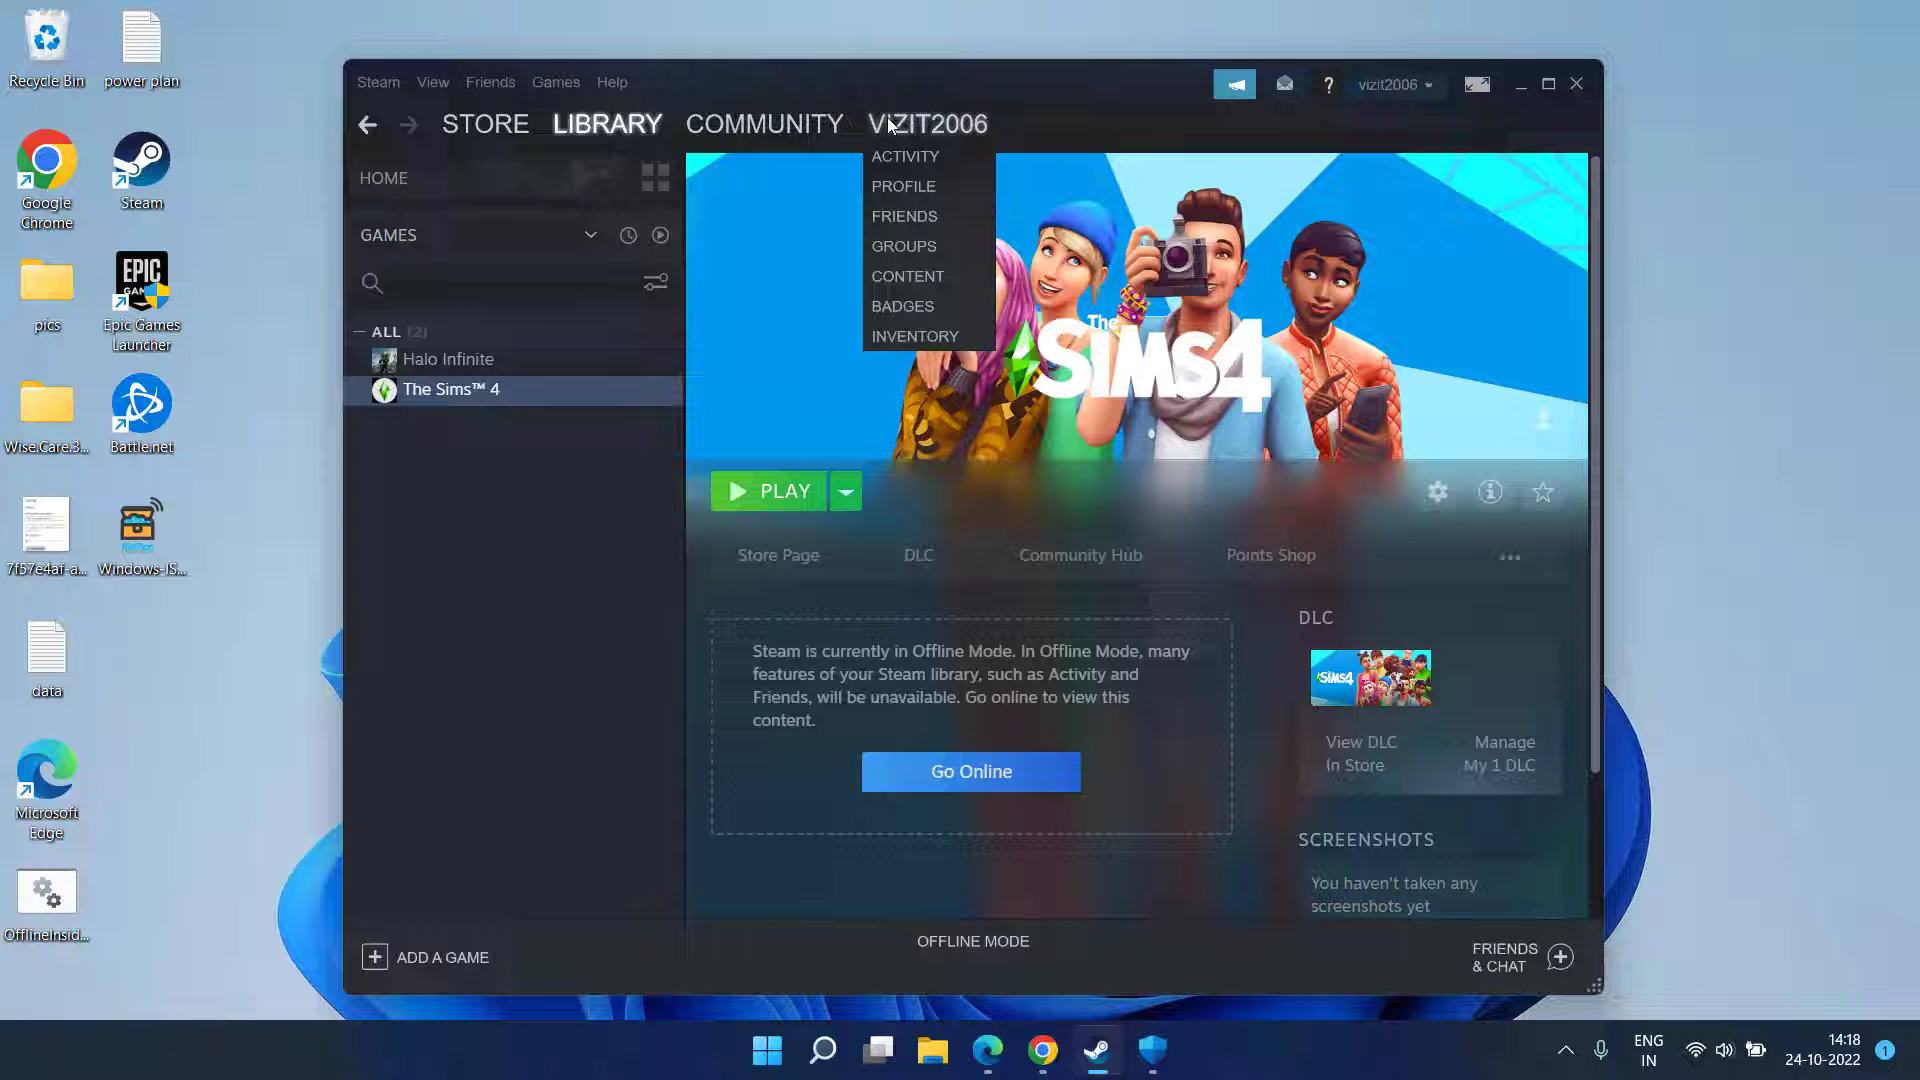 Recycle Bin
power plan
Google
Chrome
Steam
pics
EPIC
GAMES
Epic Games
Launcher
Wise.Care.3...
Battle.net
7f57e4af-a...
Windows-IS...
data
Microsoft
Edge
OfflineInsid...
Steam View Friends Games Help
vizit2006
STORE LIBRARY COMMUNITY VIZIT2006
HOME
GAMES
ALL (2)
Halo Infinite
The Sims™ 4
ACTIVITY
PROFILE
FRIENDS
GROUPS
CONTENT
BADGES
INVENTORY
The
SIMS4
PLAY
Store Page DLC Community Hub Points Shop
Steam is currently in Offline Mode. In Offline Mode, many
features of your Steam library, such as Activity and
Friends, will be unavailable. Go online to view this
content.
Go Online
DLC
SIMS4
View DLC
In Store
Manage
My 1 DLC
SCREENSHOTS
You haven't taken any
screenshots yet
ADD A GAME
OFFLINE MODE
FRIENDS
& CHAT
ENG
IN
14:18
24-10-2022
1